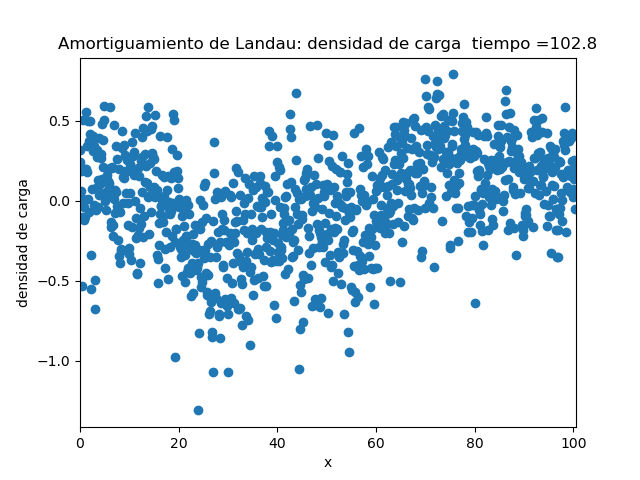 Amortiguamiento de Landau: densidad de carga  tiempo =102.8
0.5
0.0
−0.5
−1.0
densidad de carga
0 20 40 60 80 100
x